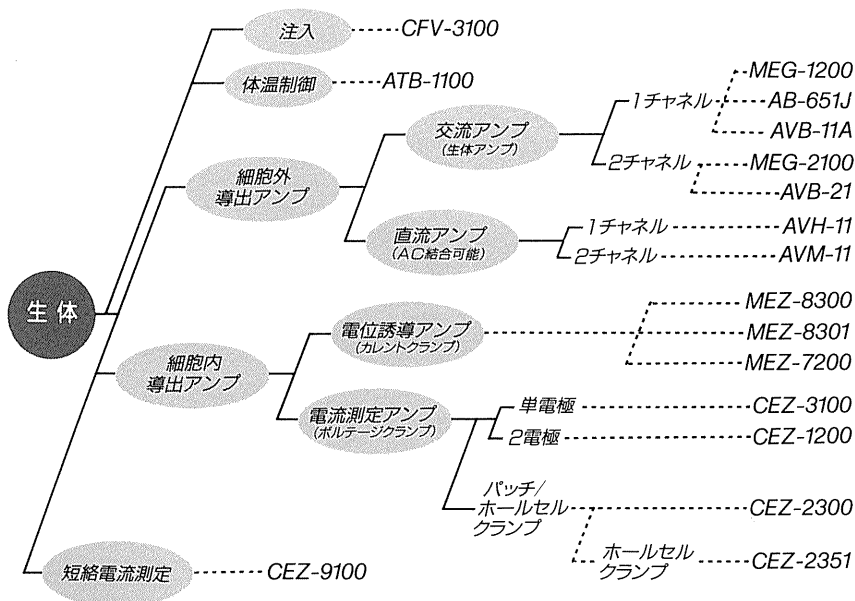 注入
CFV-3100
体温制御
ATB-1100
細胞外
導出アンプ
交流アンプ
(生体アンプ)
1チャネル
MEG-1200
AB-651J
AVB-11A
2チャネル
MEG-2100
AVB-21
直流アンプ
(AC結合可能)
1チャネル
AVH-11
2チャネル
AVM-11
生体
細胞内
導出アンプ
電位誘導アンプ
(カレントクランプ)
MEZ-8300
MEZ-8301
MEZ-7200
電流測定アンプ
(ボルテージクランプ)
単電極
CEZ-3100
2電極
CEZ-1200
パッチ/
ホールセル
クランプ
CEZ-2300
ホールセル
クランプ
CEZ-2351
短絡電流測定
CEZ-9100